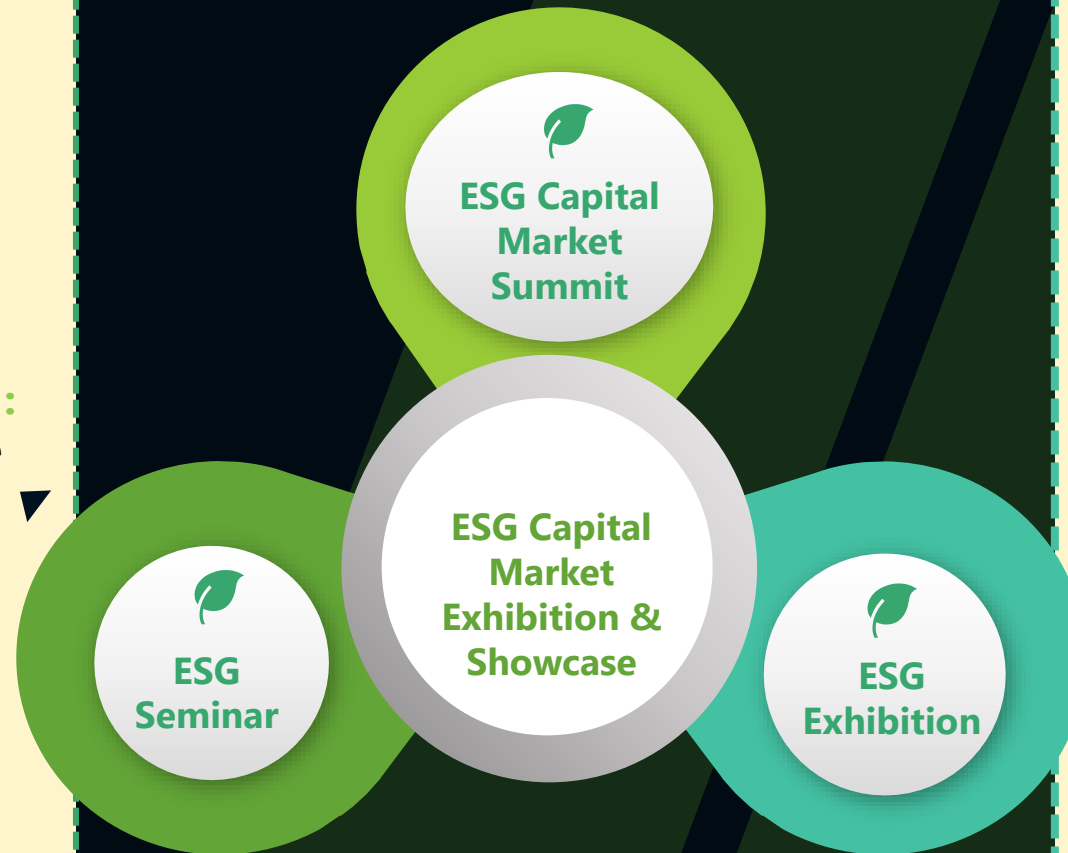 ESG Capital
Market
Summit
ESG Capital
Market
Exhibition &
Showcase
ESG
Seminar
ESG
Exhibition